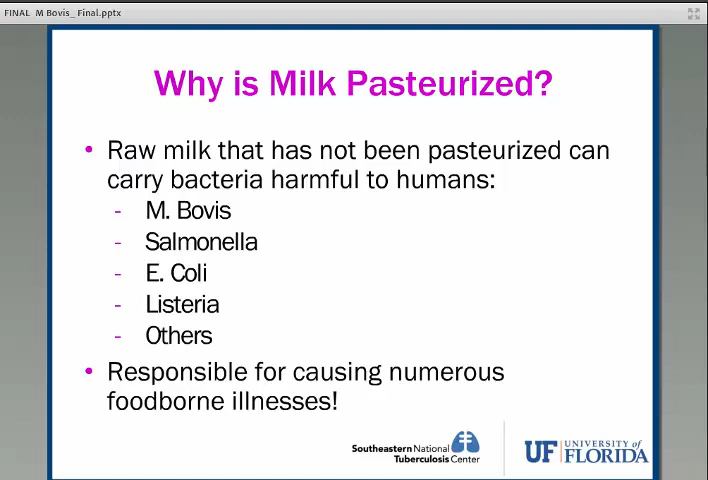 FINAL M Bovis_ Final.pptx
Why is Milk Pasteurized?
• Raw milk that has not been pasteurized can
carry bacteria harmful to humans:
- M. Bovis
- Salmonella
- E. Coli
- Listeria
- Others
• Responsible for causing numerous
foodborne illnesses!
Southeastern National
Tuberculosis Center
UF UNIVERSITY of
FLORIDA